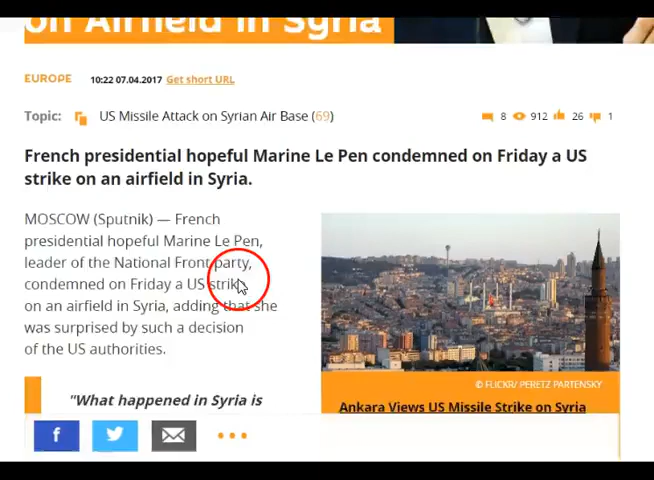 on Airfield in Syria
EUROPE 10:22 07.04.2017 Get short URL
Topic: US Missile Attack on Syrian Air Base (69) 8 912 26 1
French presidential hopeful Marine Le Pen condemned on Friday a US
strike on an airfield in Syria.
MOSCOW (Sputnik) — French
presidential hopeful Marine Le Pen,
leader of the National Front party,
condemned on Friday a US strike
on an airfield in Syria, adding that she
was surprised by such a decision
of the US authorities.
"What happened in Syria is
© FLICKR/ PERETZ PARTENSKY
Ankara Views US Missile Strike on Syria
f